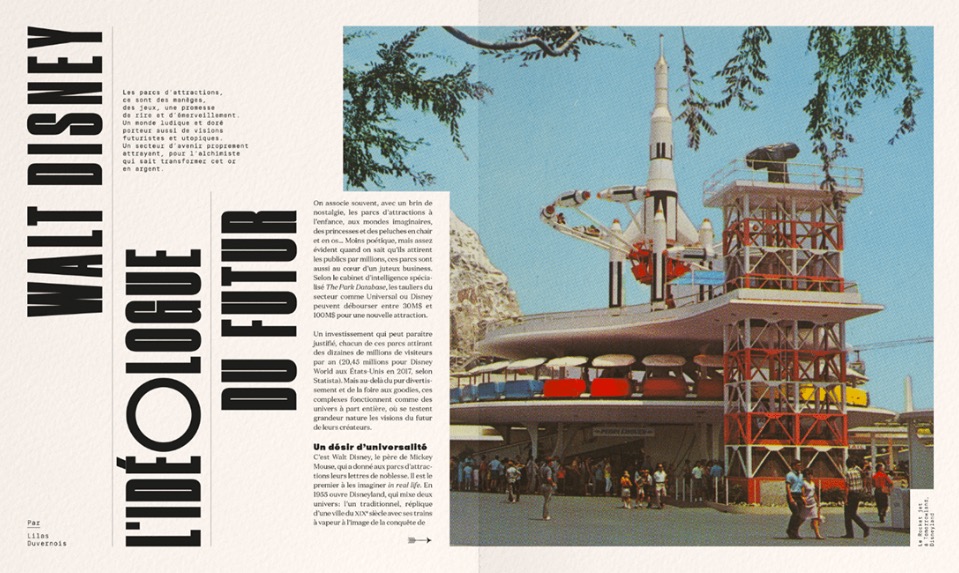 WALT DISNEY
L'IDÉOLOGUE
DU FUTUR
Les parcs d'attractions,
ce sont des manèges,
des jeux, une promesse
de rire et d'émerveillement.
Un monde ludique et doré
porteur aussi de visions
futuristes et utopiques.
Un secteur d'avenir proprement
attrayant, pour l'alchimiste
qui sait transformer cet or
en argent.
Par
Lilas
Duvernois
On associe souvent, avec un brin de
nostalgie, les parcs d'attractions à
l'enfance, aux mondes imaginaires,
des princesses et des peluches en chair
et en os... Moins poétique, mais assez
évident quand on sait qu'ils attirent
les publics par millions, ces parcs sont
aussi au cœur d'un juteux business.
Selon le cabinet d'intelligence spécia-
lisé The Park Database, les tauliers du
secteur comme Universal ou Disney
peuvent débourser entre 30M$ et
100M$ pour une nouvelle attraction.
Un investissement qui peut paraître
justifié, chacun de ces parcs attirant
des dizaines de millions de visiteurs
par an (20,45 millions pour Disney
World aux États-Unis en 2017, selon
Statista). Mais au-delà du pur divertis-
sement et de la foire aux goodies, ces
complexes fonctionnent comme des
univers à part entière, où se testent
grandeur nature les visions du futur
de leurs créateurs.
Un désir d'universalité
C'est Walt Disney, le père de Mickey
Mouse, qui a donné aux parcs d'attrac-
tions leurs lettres de noblesse, il est le
premier à les imaginer in real life. En
1955 ouvre Disneyland, qui mixe deux
univers : l'un traditionnel, réplique
d'une ville du XIXe siècle avec ses trains
à vapeur à l'image de la conquête de
PEOPLEMOVER
Le Rocket Jet
à Tomorrowland,
Disneyland